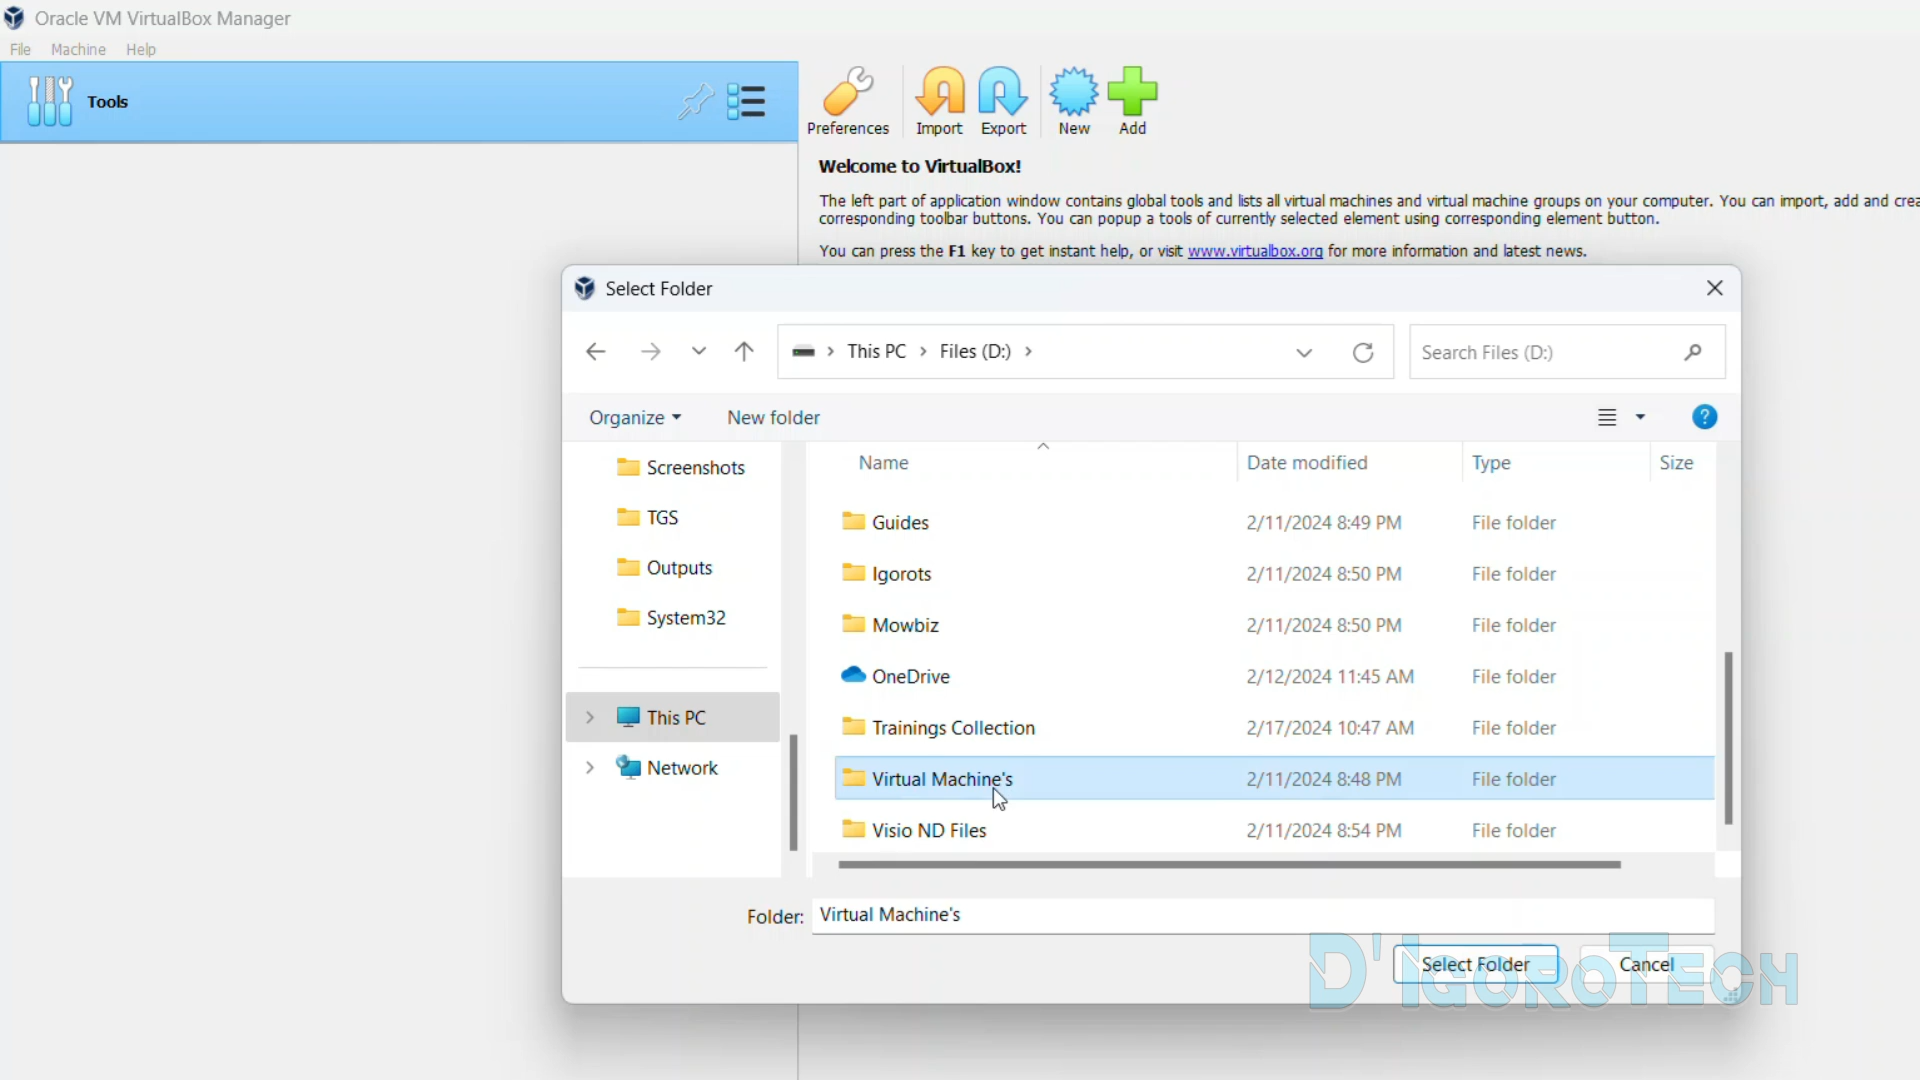 Oracle VM VirtualBox Manager
File Machine Help
Tools
Preferences Import Export New Add
Welcome to VirtualBox!
The left part of application window contains global tools and lists all virtual machines and virtual machine groups on your computer. You can import, add and crea
corresponding toolbar buttons. You can popup a tools of currently selected element using corresponding element button.
You can press the F1 key to get instant help, or visit www.virtualbox.org for more information and latest news.
Select Folder
This PC > Files (D:) >
Search Files (D:)
Organize New folder
?
Screenshots
TGS
Outputs
System32
This PC
Network
Name Date modified Type Size
Guides 2/11/2024 8:49 PM File folder
Igorots 2/11/2024 8:50 PM File folder
Mowbiz 2/11/2024 8:50 PM File folder
OneDrive 2/12/2024 11:45 AM File folder
Trainings Collection 2/17/2024 10:47 AM File folder
Virtual Machine's 2/11/2024 8:48 PM File folder
Visio ND Files 2/11/2024 8:54 PM File folder
Folder: Virtual Machine's
Select Folder Cancel
D'IGOROTECH